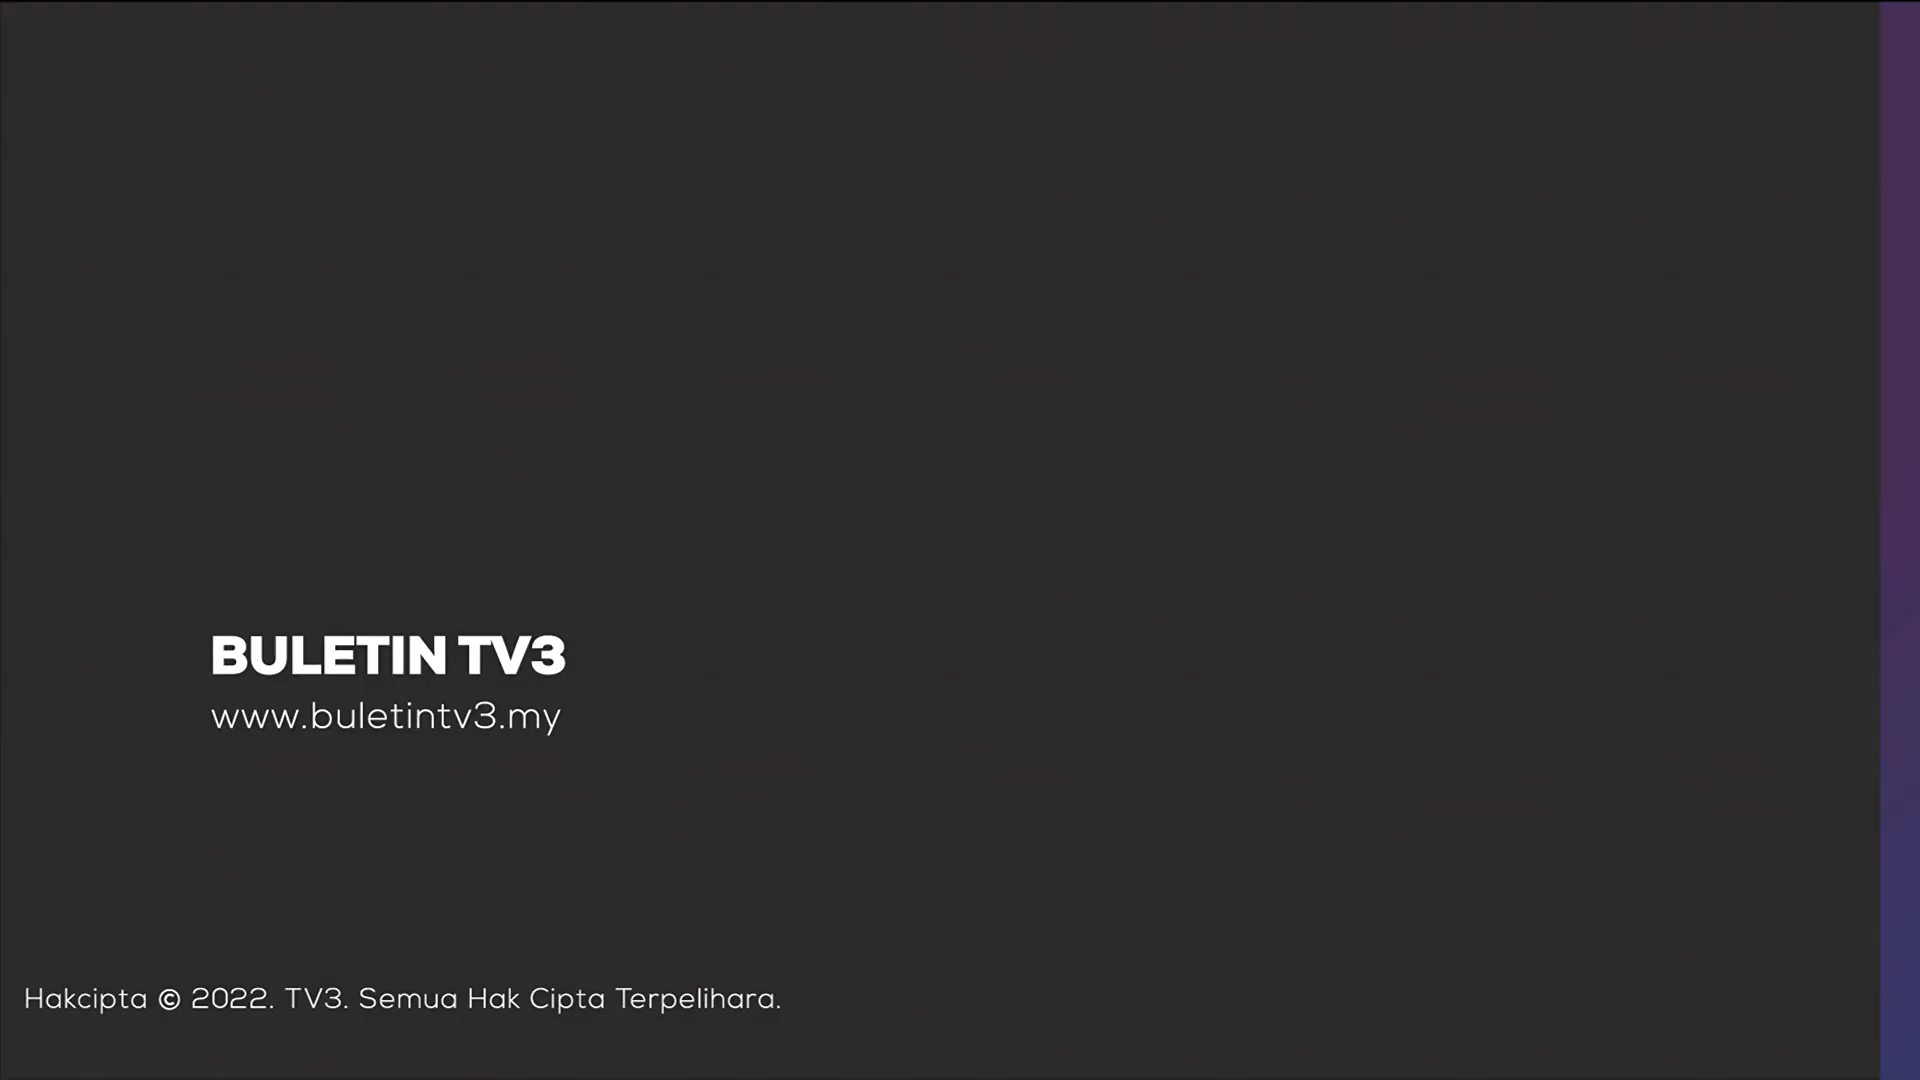 BULETIN TV3
www.buletintv3.my
Hakcipta © 2022. TV3. Semua Hak Cipta Terpelihara.